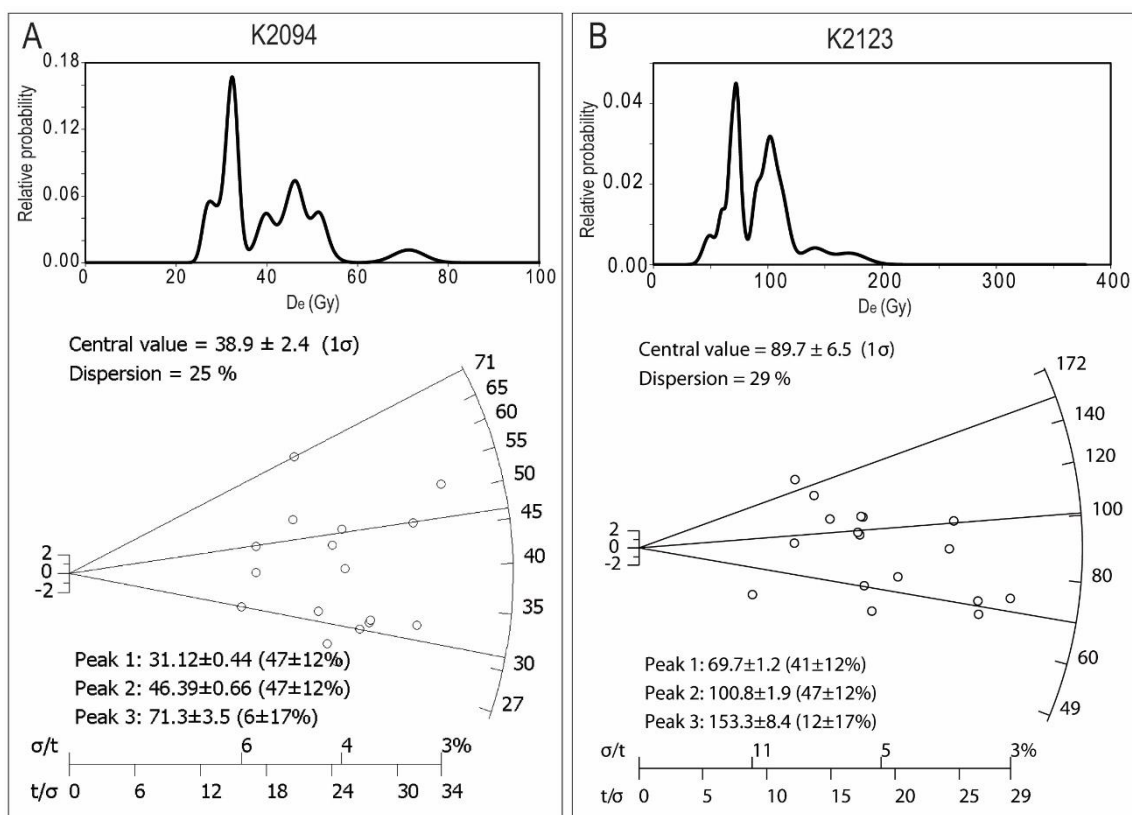 A
K2094
0.18
0.12
0.06
0.00
Relative probability
0 20 40 60 80 100
De (Gy)
Central value = 38.9 ± 2.4 (1σ)
Dispersion = 25 %
71
65
60
55
50
45
40
35
30
27
2
0
-2
Peak 1: 31.12±0.44 (47±12%)
Peak 2: 46.39±0.66 (47±12%)
Peak 3: 71.3±3.5 (6±17%)
σ/t 6 4 3%
t/σ 0 6 12 18 24 30 34
B
K2123
0.04
0.02
0.00
Relative probability
0 100 200 300 400
De (Gy)
Central value = 89.7 ± 6.5 (1σ)
Dispersion = 29 %
172
140
120
100
80
60
49
2
0
-2
Peak 1: 69.7±1.2 (41±12%)
Peak 2: 100.8±1.9 (47±12%)
Peak 3: 153.3±8.4 (12±17%)
σ/t 11 5 3%
t/σ 0 5 10 15 20 25 29